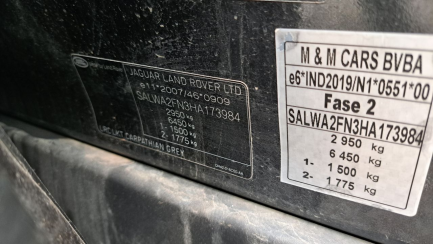 JAGUAR LAND ROVER LTD
e11*2007/46*0909
SALWA2FN3HA173984
2950 kg
6450 kg
1- 1500 kg
2- 1775 kg
LRC 1KT CARPATHIAN GREY
M & M CARS BVBA
e6*IND2019/N1*0551*00
Fase 2
SALWA2FN3HA173984
2 950 kg
6 450 kg
1- 1 500 kg
2- 1 775 kg